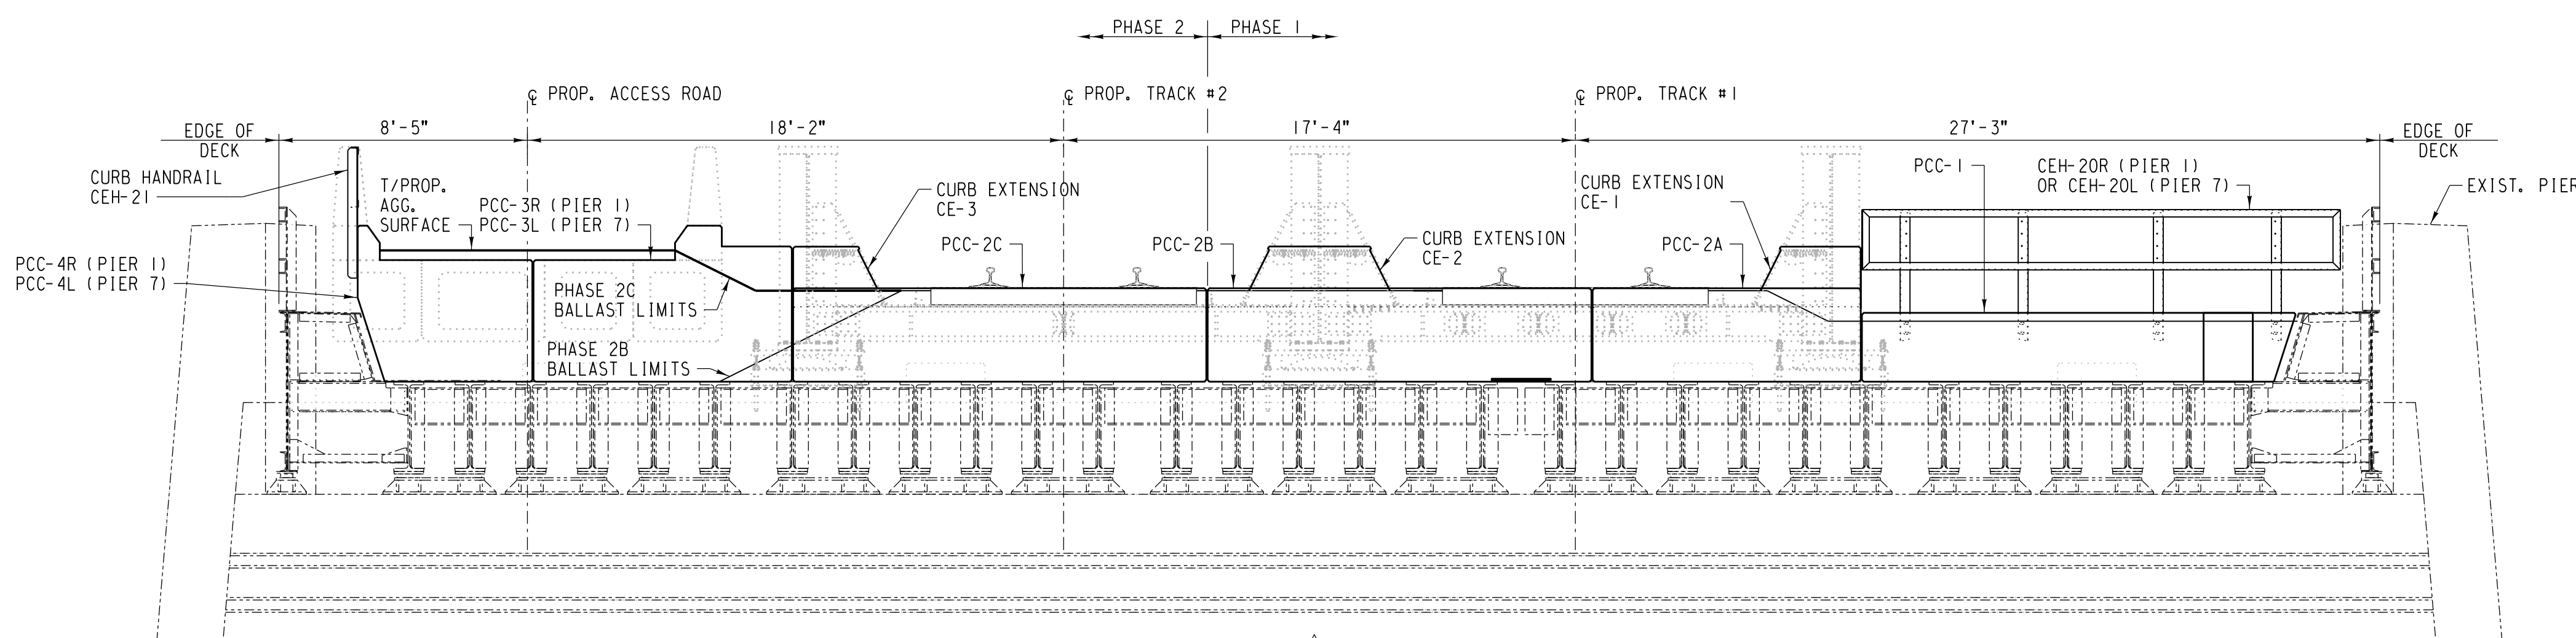 PHASE 2
PHASE 1
℄ PROP. ACCESS ROAD
℄ PROP. TRACK #2
℄ PROP. TRACK #1
EDGE OF
DECK
8'-5"
18'-2"
17'-4"
27'-3"
EDGE OF
DECK
CURB HANDRAIL
CEH-21
T/PROP.
AGG.
SURFACE
PCC-3R (PIER 1)
PCC-3L (PIER 7)
CURB EXTENSION
CE-3
PCC-2C
PCC-2B
CURB EXTENSION
CE-2
CURB EXTENSION
CE-1
PCC-2A
PCC-1
CEH-20R (PIER 1)
OR CEH-20L (PIER 7)
EXIST. PIER
PCC-4R (PIER 1)
PCC-4L (PIER 7)
PHASE 2C
BALLAST LIMITS
PHASE 2B
BALLAST LIMITS